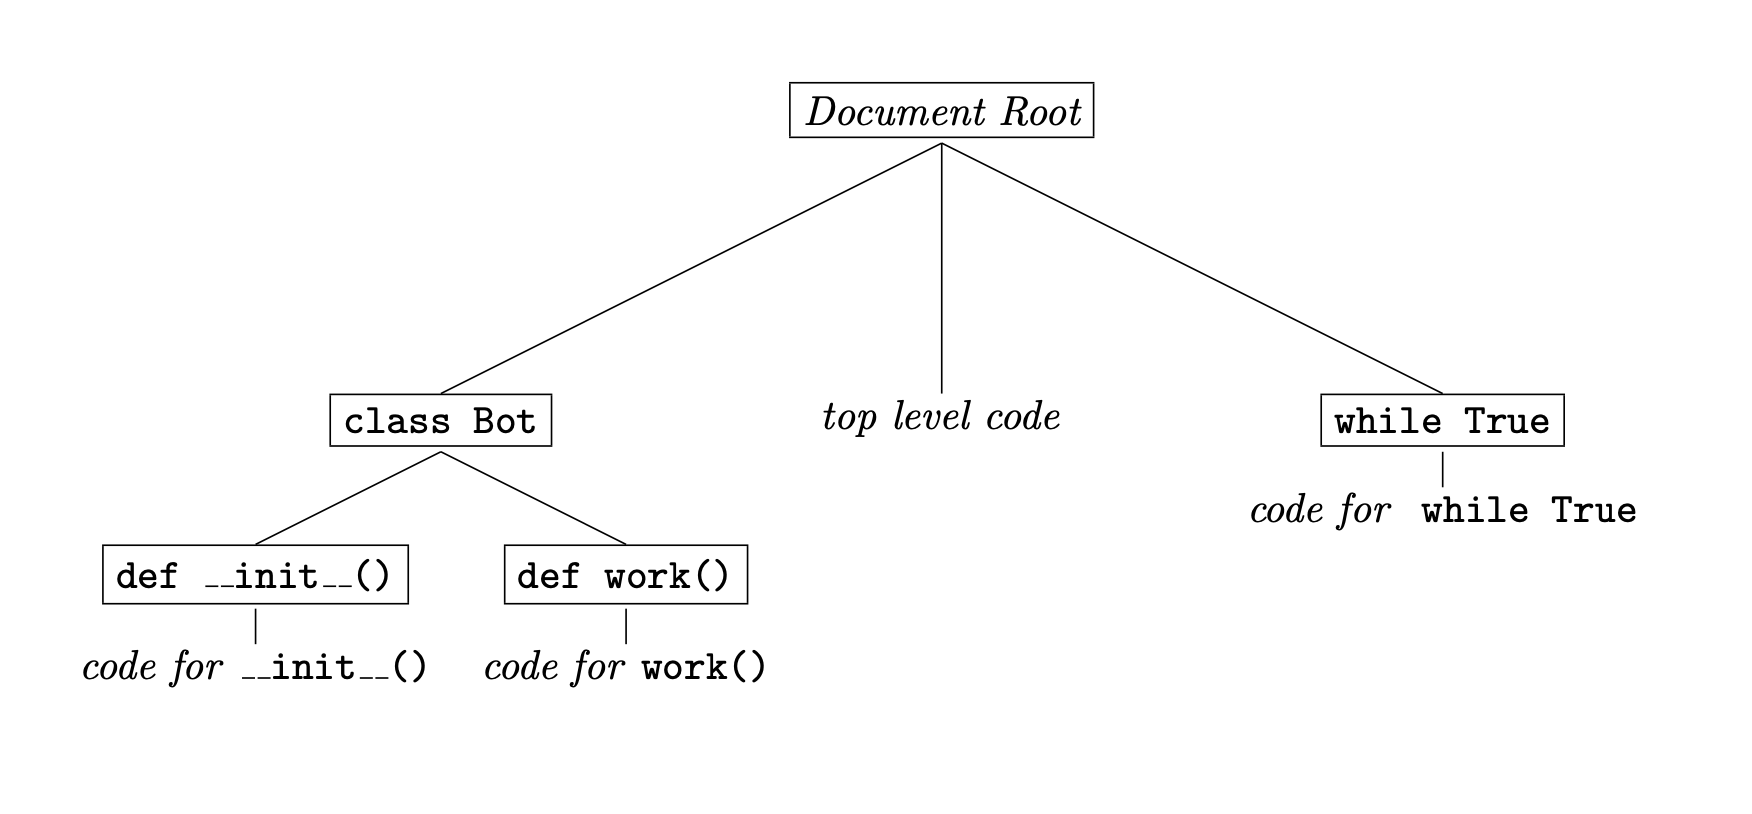 Document Root
class Bot
top level code
while True
code for while True
def __init__()
def work()
code for __init__()
code for work()